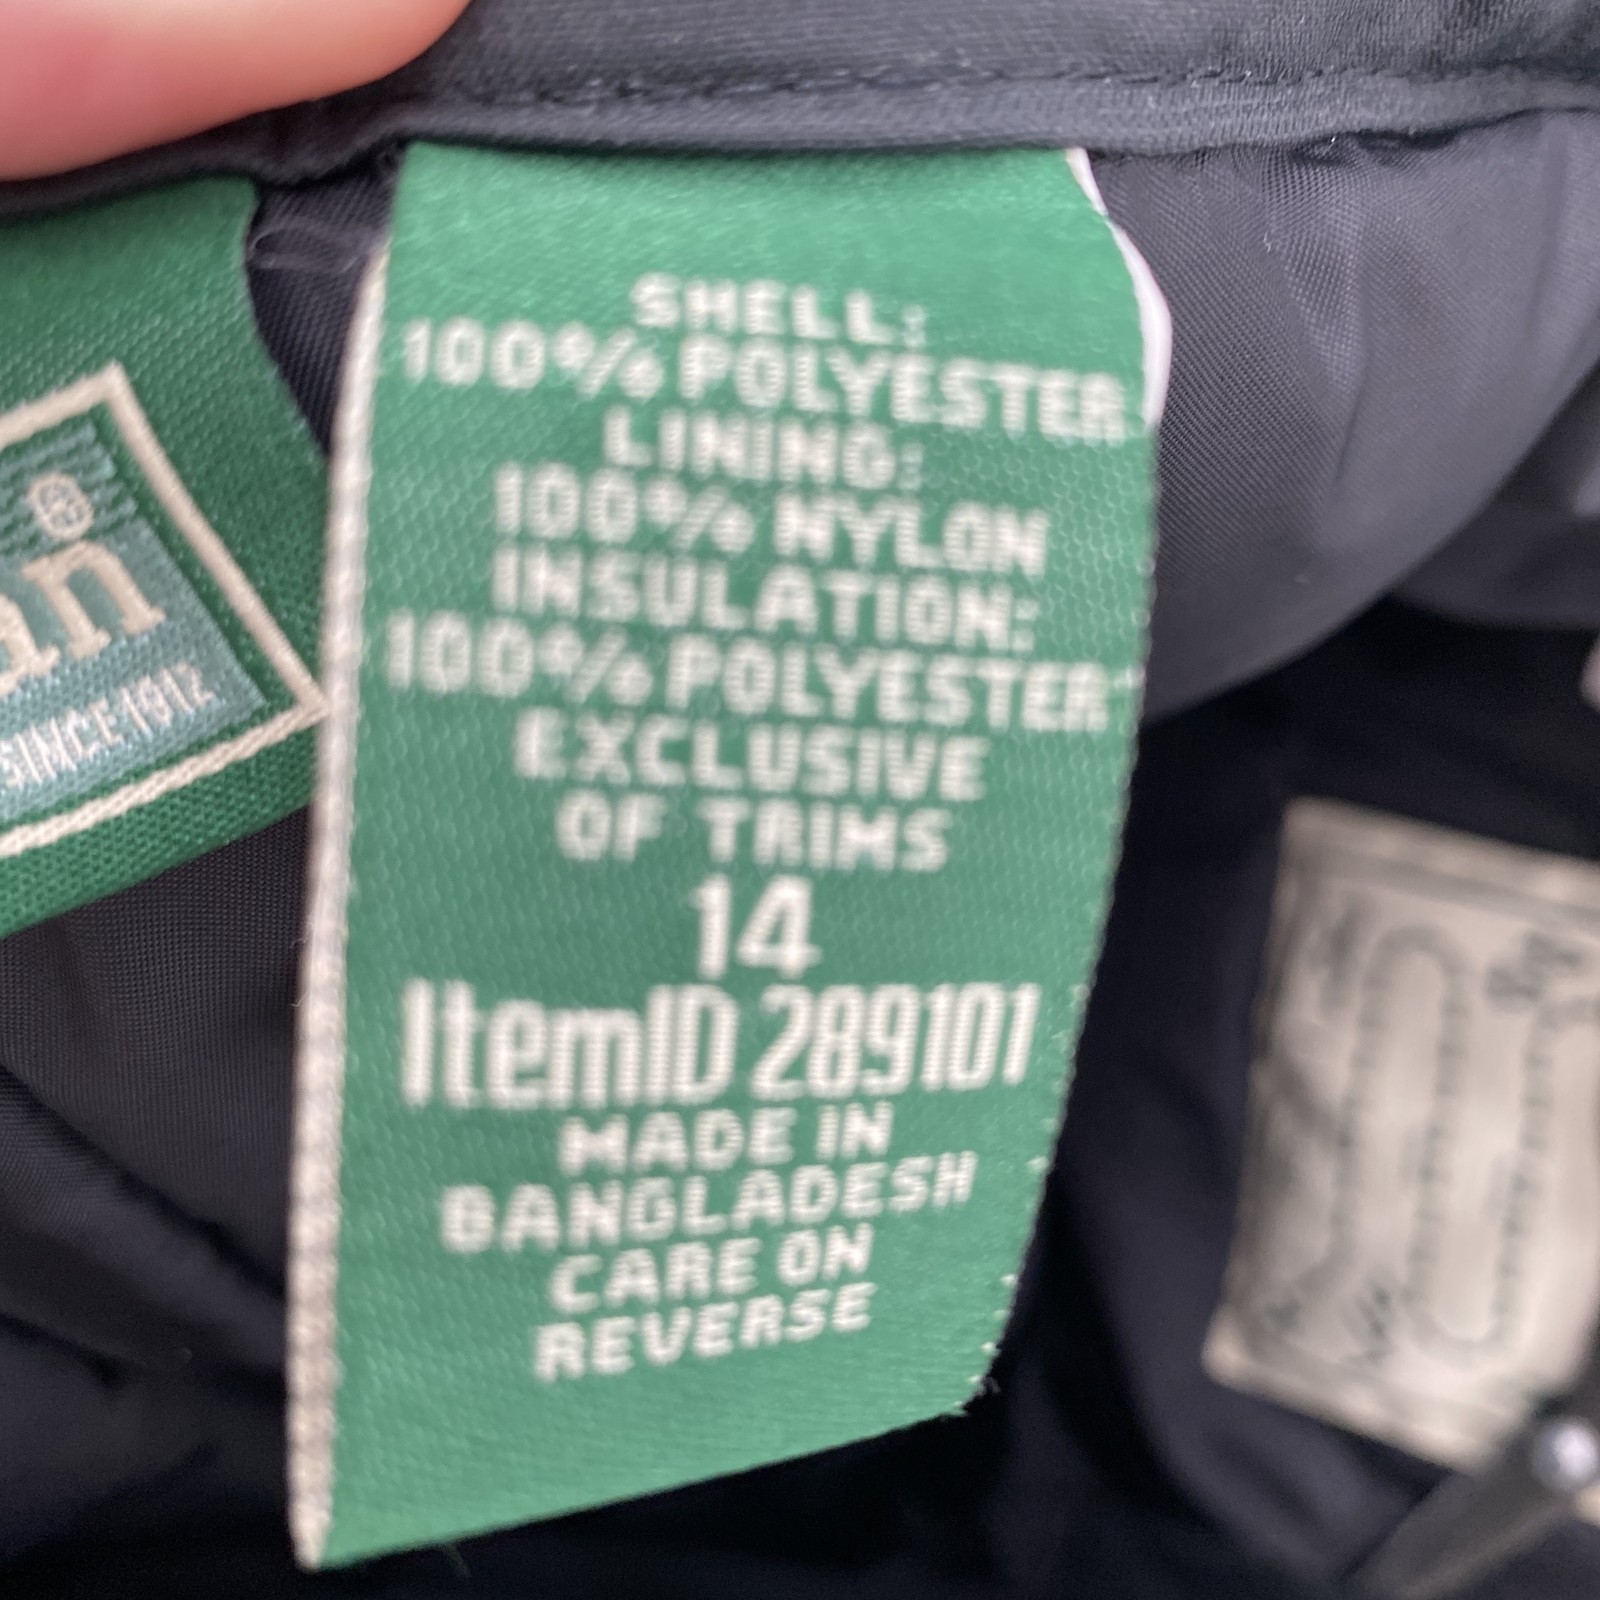 an®
SINCE 1912
SHELL:
100% POLYESTER
LINING:
100% NYLON
INSULATION:
100% POLYESTER
EXCLUSIVE
OF TRIMS
14
ItemID 289101
MADE IN
BANGLADESH
CARE ON
REVERSE